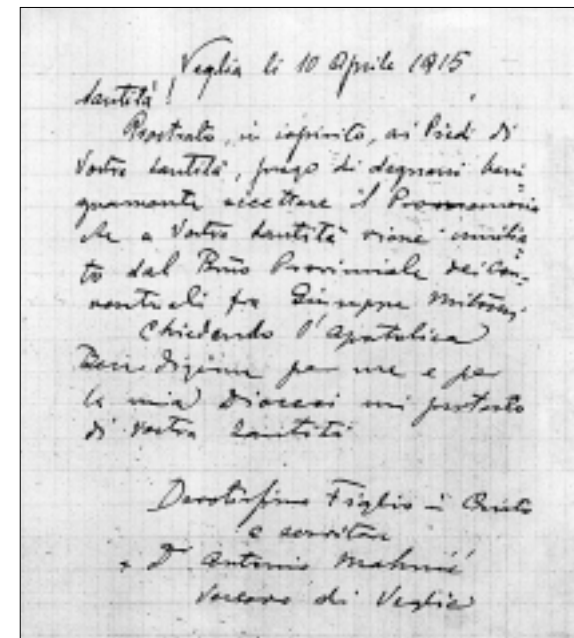 Veglia li 10 Aprile 1915
Santità!
Prostrato, in ispirito, ai Piedi di
Vostra Santità, prego di degnarsi beni=
gnamente accettare il Promemoria
che a Vostra Santità viene umilia=
to dal Provinciale dei Con=
ventuali fra Giuseppe Milošević.
Chiedendo l'Apostolica
Benedizione per me e per
la mia Diocesi mi protesto
di Vostra Santità
Devotissimo Figlio in Cristo
e servitore
+ Dr Antonio Mahnić
Vescovo di Veglia